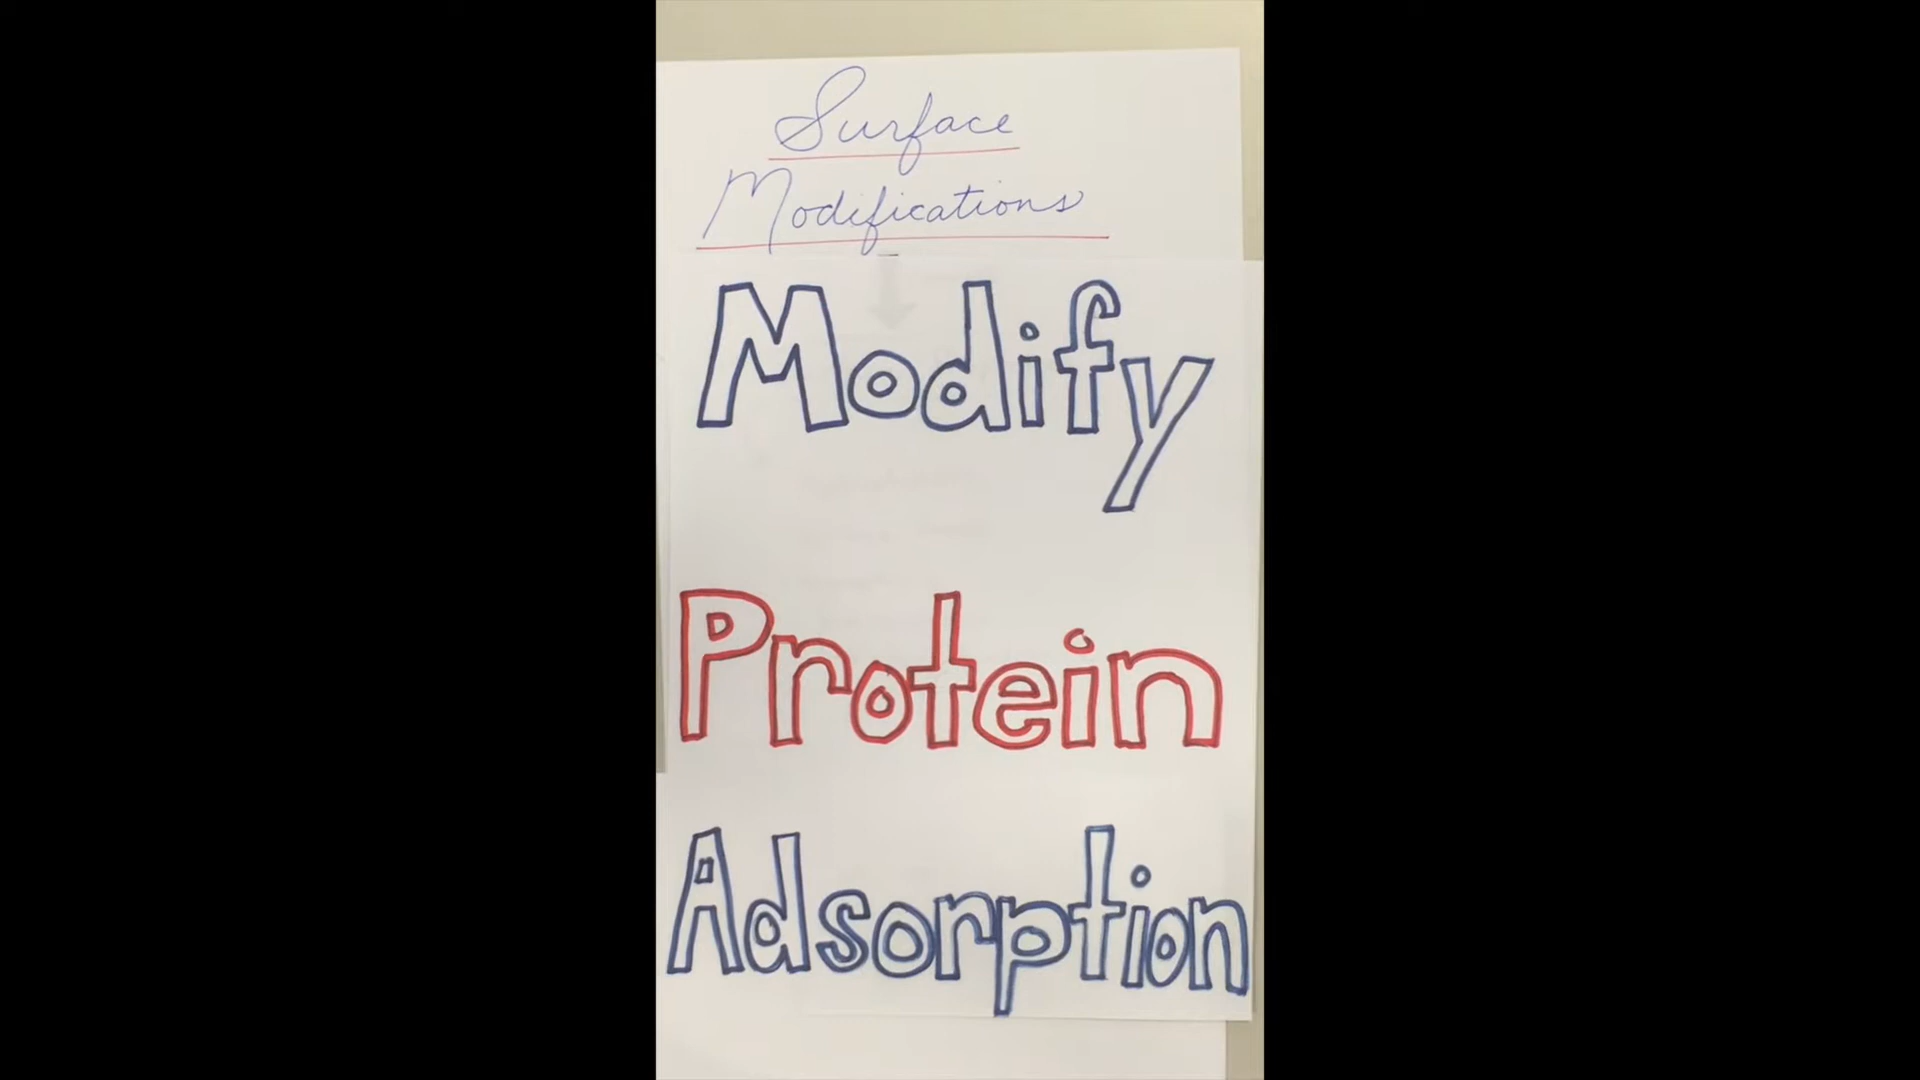 Surface
Modifications
Modify
Protein
Adsorption